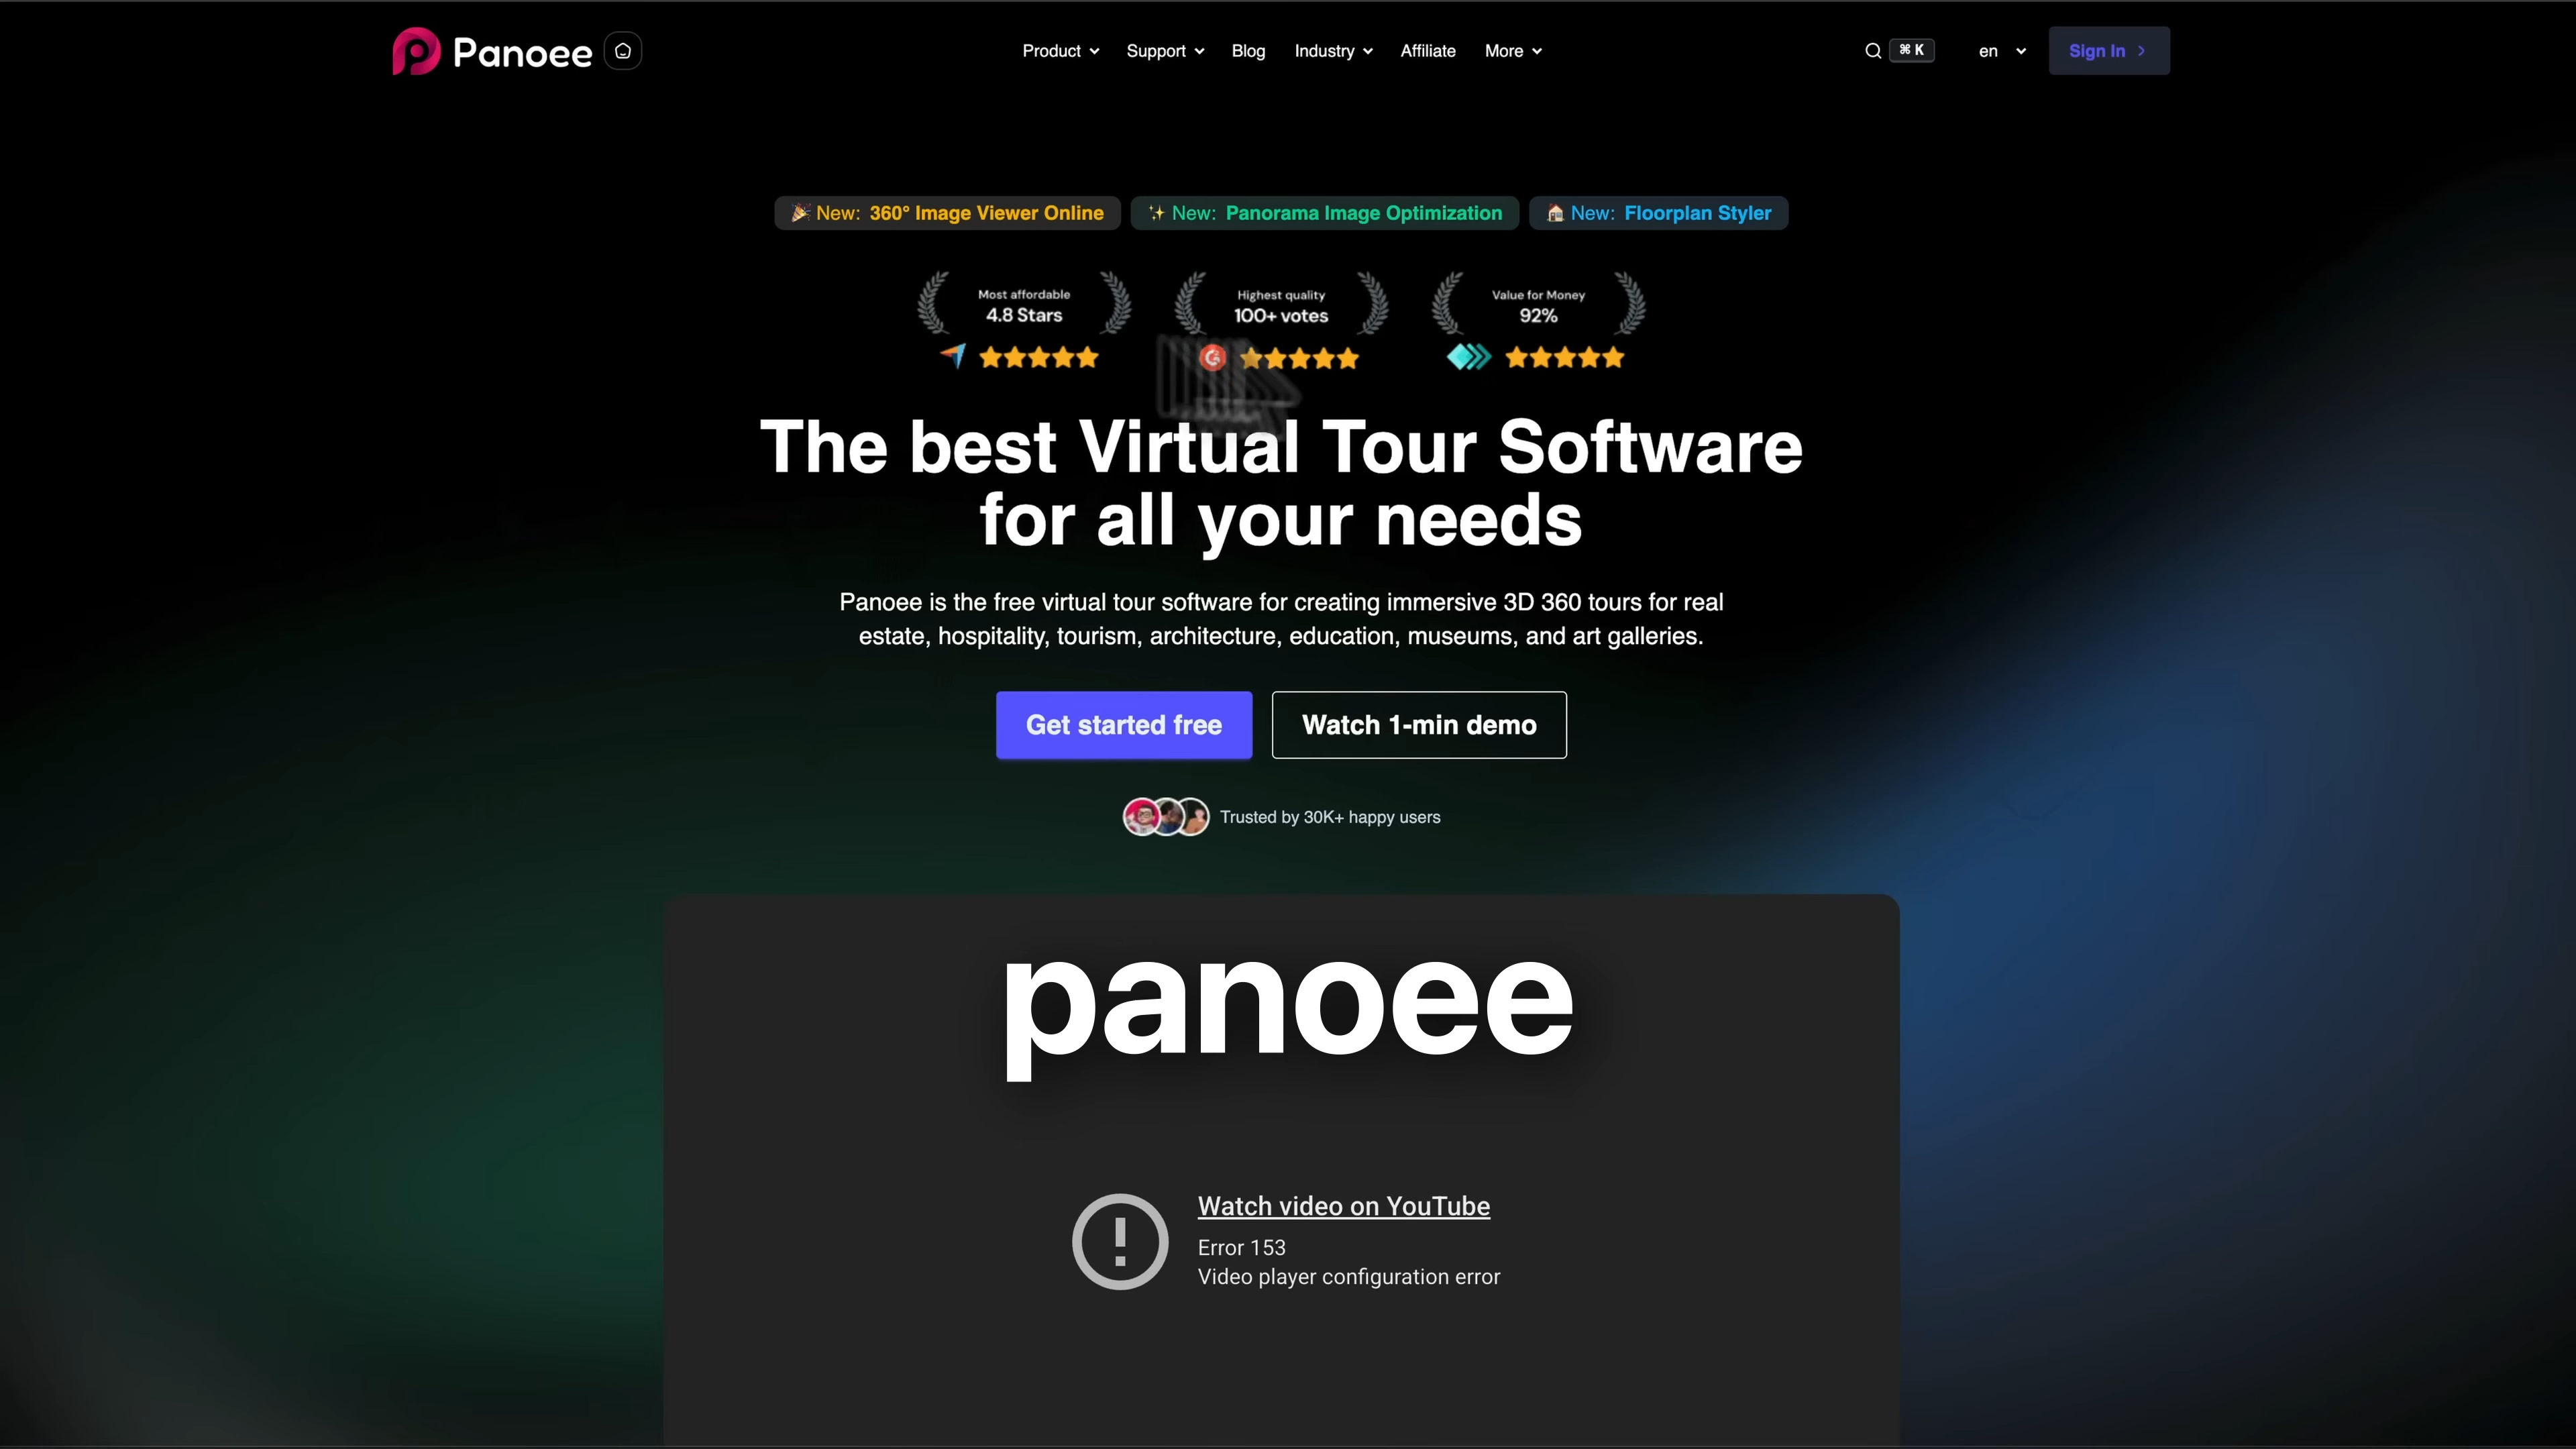 Panoee
Product Support Blog Industry Affiliate More
⌘ K en Sign In
New: 360° Image Viewer Online New: Panorama Image Optimization New: Floorplan Styler
Most affordable
4.8 Stars
Highest quality
100+ votes
Value for Money
92%
The best Virtual Tour Software
for all your needs
Panoee is the free virtual tour software for creating immersive 3D 360 tours for real
estate, hospitality, tourism, architecture, education, museums, and art galleries.
Get started free Watch 1-min demo
Trusted by 30K+ happy users
panoee
Watch video on YouTube
Error 153
Video player configuration error